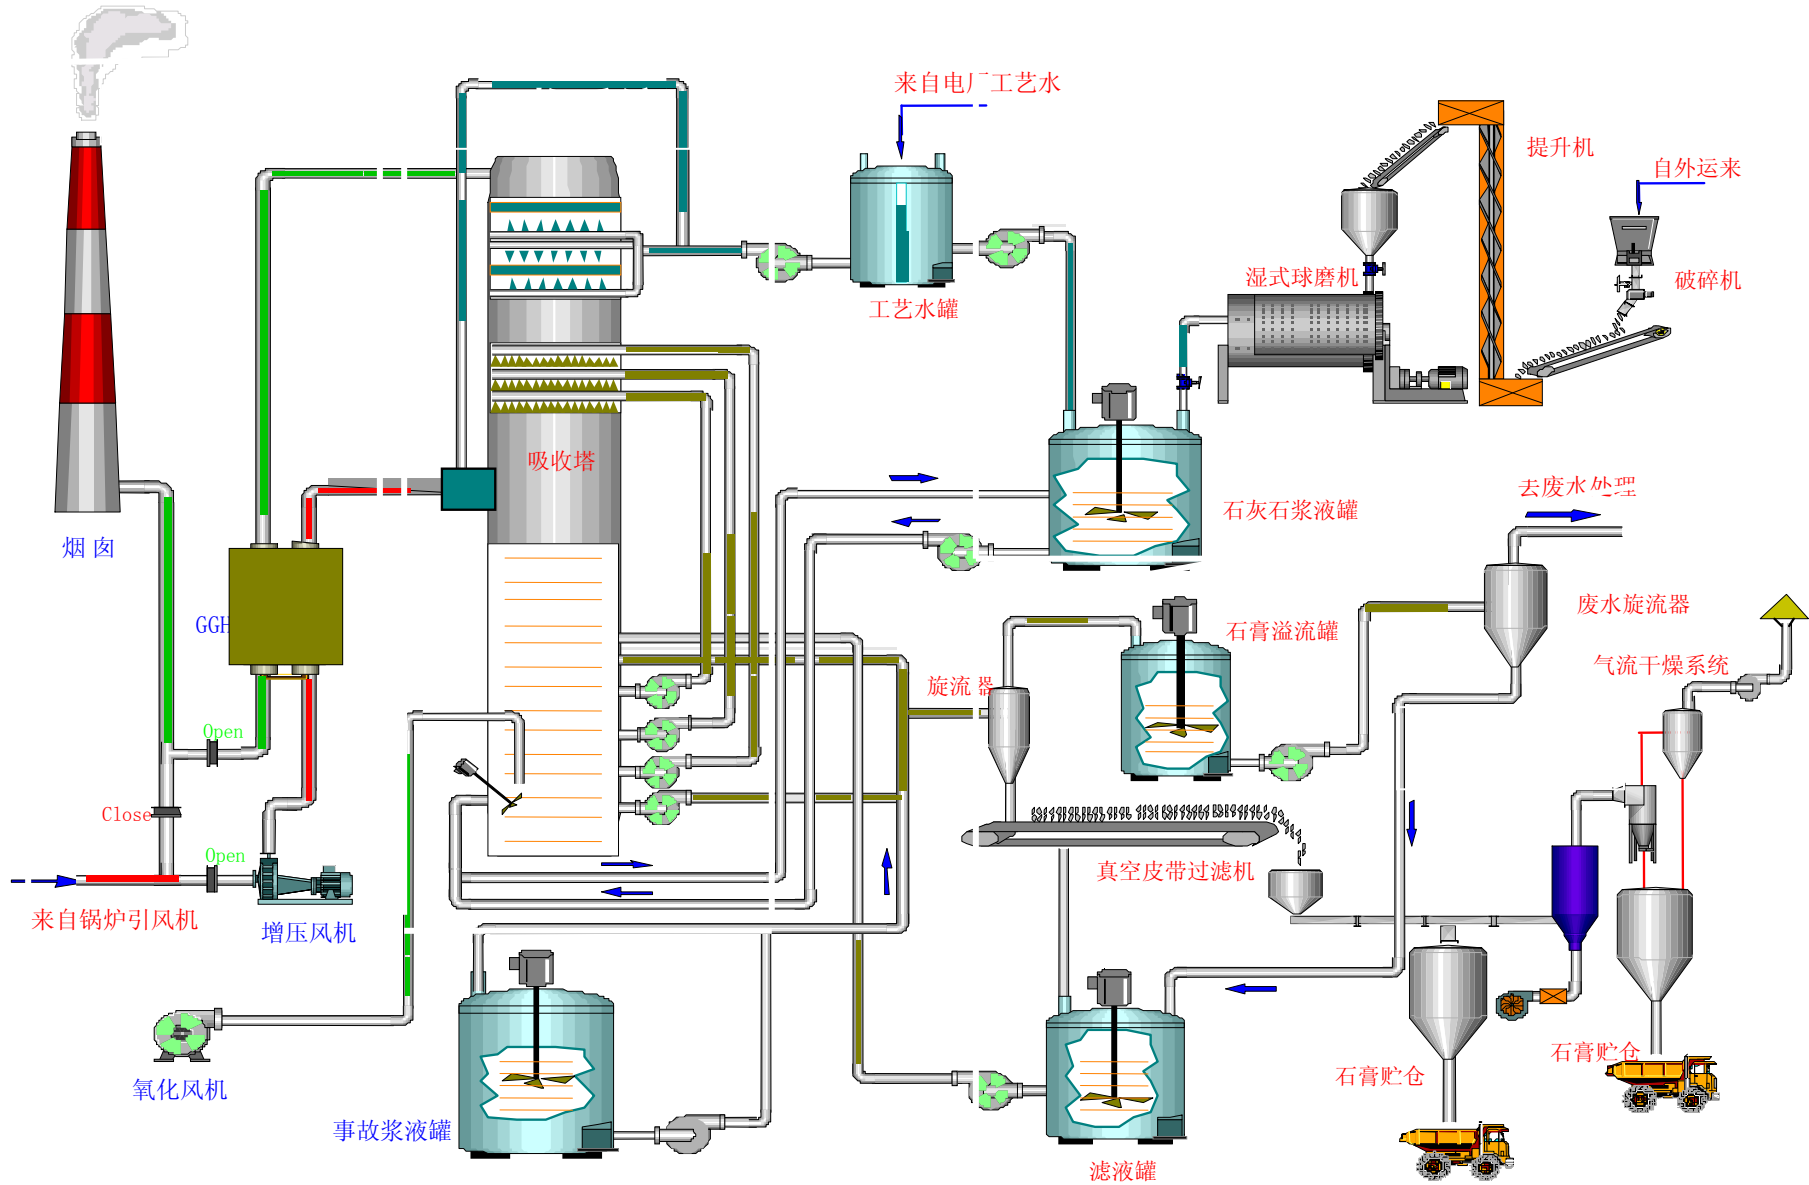 来自电厂工艺水
提升机
自外运来
湿式球磨机
破碎机
工艺水罐
吸收塔
石灰石浆液罐
去废水处理
烟 囱
GGH
石膏溢流罐
废水旋流器
气流干燥系统
旋流器
Open
Close
Open
真空皮带过滤机
来自锅炉引风机
增压风机
石膏贮仓
石膏贮仓
氧化风机
事故浆液罐
滤液罐